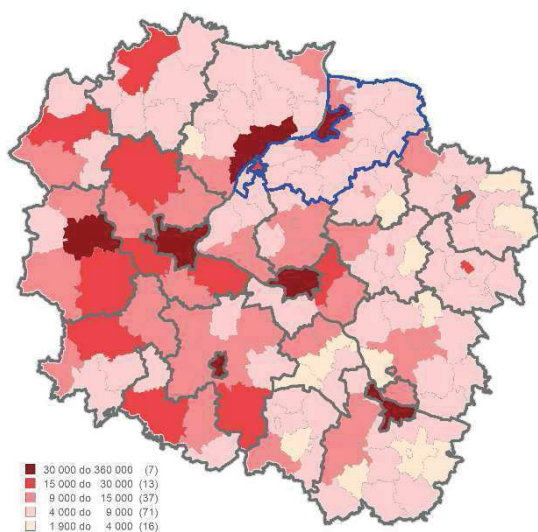 30 000 do 360 000 (7)
15 000 do 30 000 (13)
9 000 do 15 000 (37)
4 000 do 9 000 (71)
1 900 do 4 000 (16)